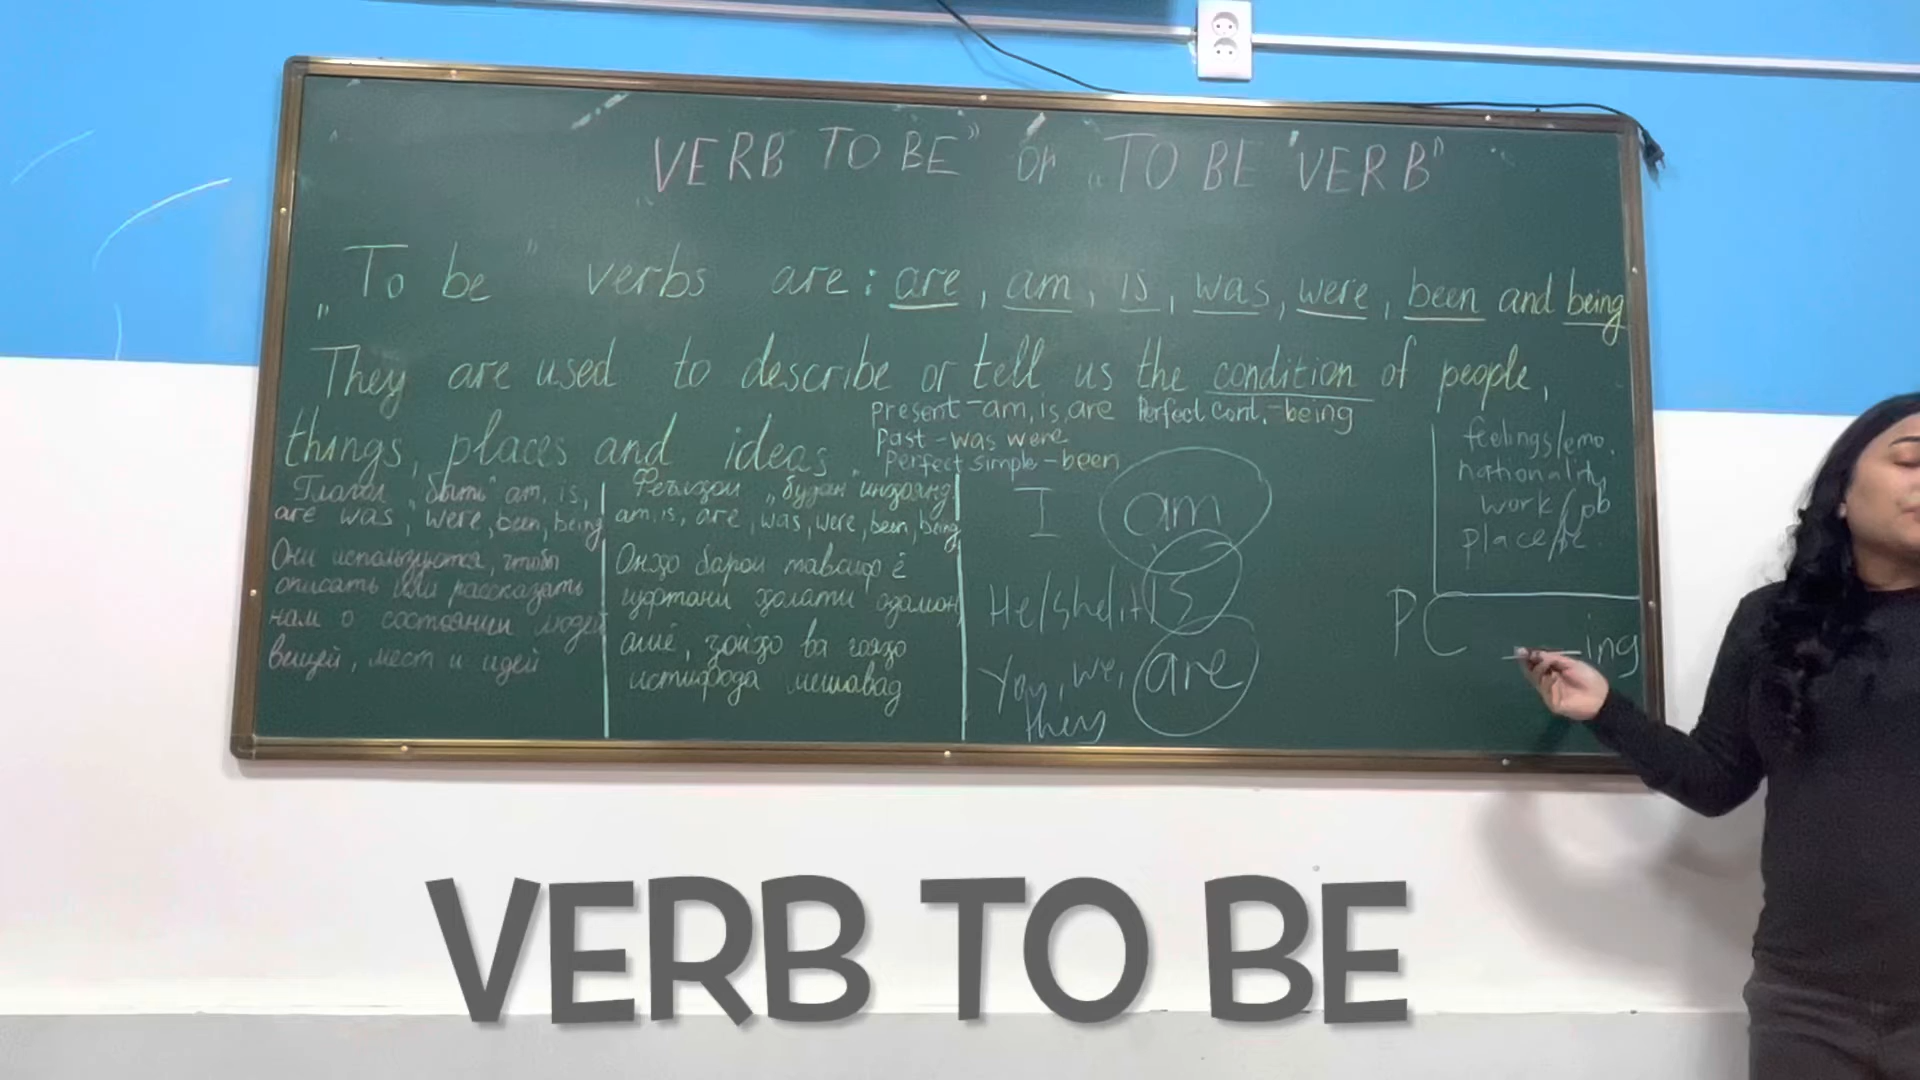 "VERB TO BE" or "TO BE "VERB"
"To be" verbs are: are, am, is, was, were, been and being
They are used to describe or tell us the condition of people,
things, places and ideas.
present - am, is, are Perfect Cont. - being
Past - was were
Perfect simple - been
Глагол "быть" am, is,
are was, were, been, being
Они используются, чтобы
описать или рассказать
нам о состоянии людей
вещей, мест и идей
Феълҳои "будан"
am, is, are, was, were, been, being
Онҳо барои тавсиф ё
ҳолати одамон,
ашё, ҷойҳо ва ғояҳо
истифода мешавад
I am
He/she/it is
You, we, are
they
feelings/emo.
nationality
work/job
place/
PC ___ing
VERB TO BE